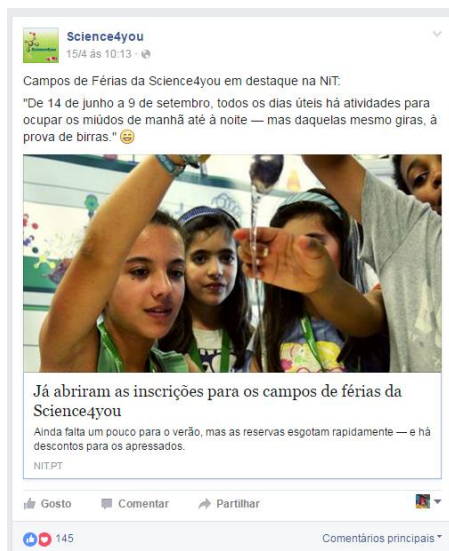 Science4you
15/4 ás 10:13 ·
Campos de Férias da Science4you em destaque na NiT:
"De 14 de junho a 9 de setembro, todos os dias úteis há atividades para
ocupar os miúdos de manhã até à noite — mas daquelas mesmo giras, à
prova de birras."
Já abriram as inscrições para os campos de férias da
Science4you
Ainda falta um pouco para o verão, mas as reservas esgotam rapidamente — e há
descontos para os apressados.
NIT.PT
Gosto Comentar Partilhar
145 Comentários principais